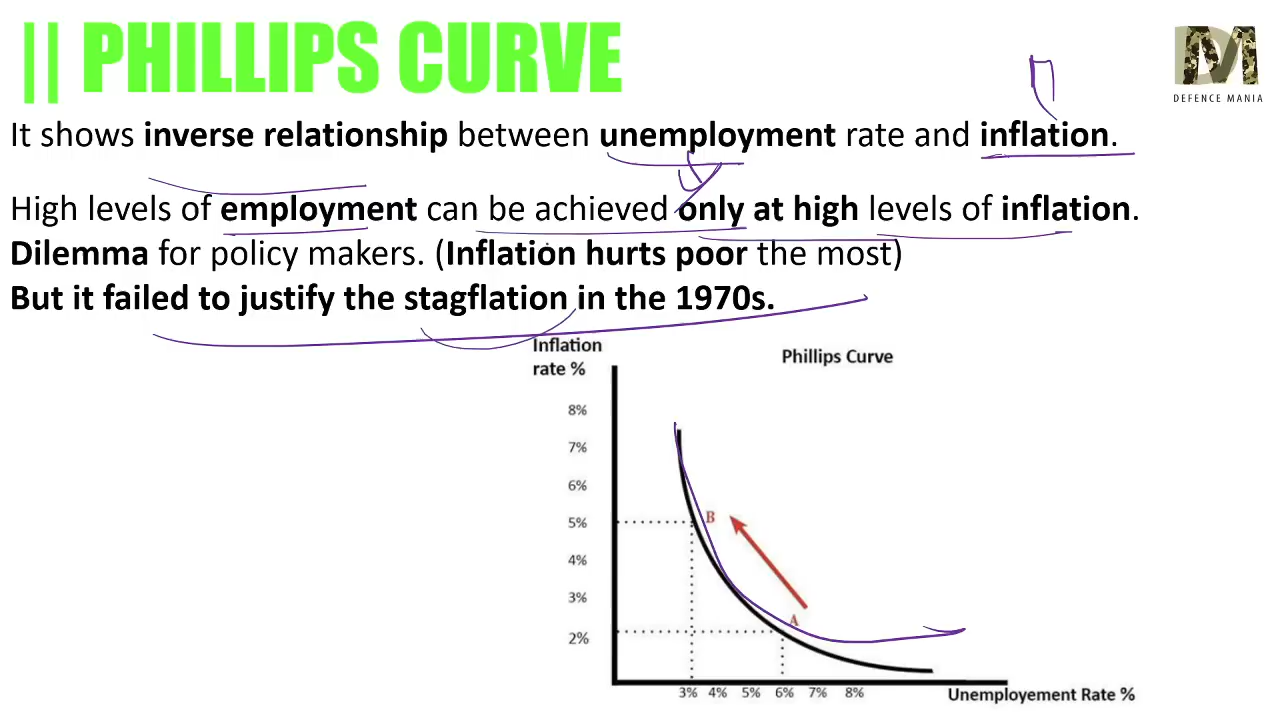 || PHILLIPS CURVE
DEFENCE MANIA
It shows inverse relationship between unemployment rate and inflation.
High levels of employment can be achieved only at high levels of inflation.
Dilemma for policy makers. (Inflation hurts poor the most)
But it failed to justify the stagflation in the 1970s.
Inflation
rate %
Phillips Curve
8%
7%
6%
5%
B
4%
3%
A
2%
3% 4% 5% 6% 7% 8%
Unemployement Rate %